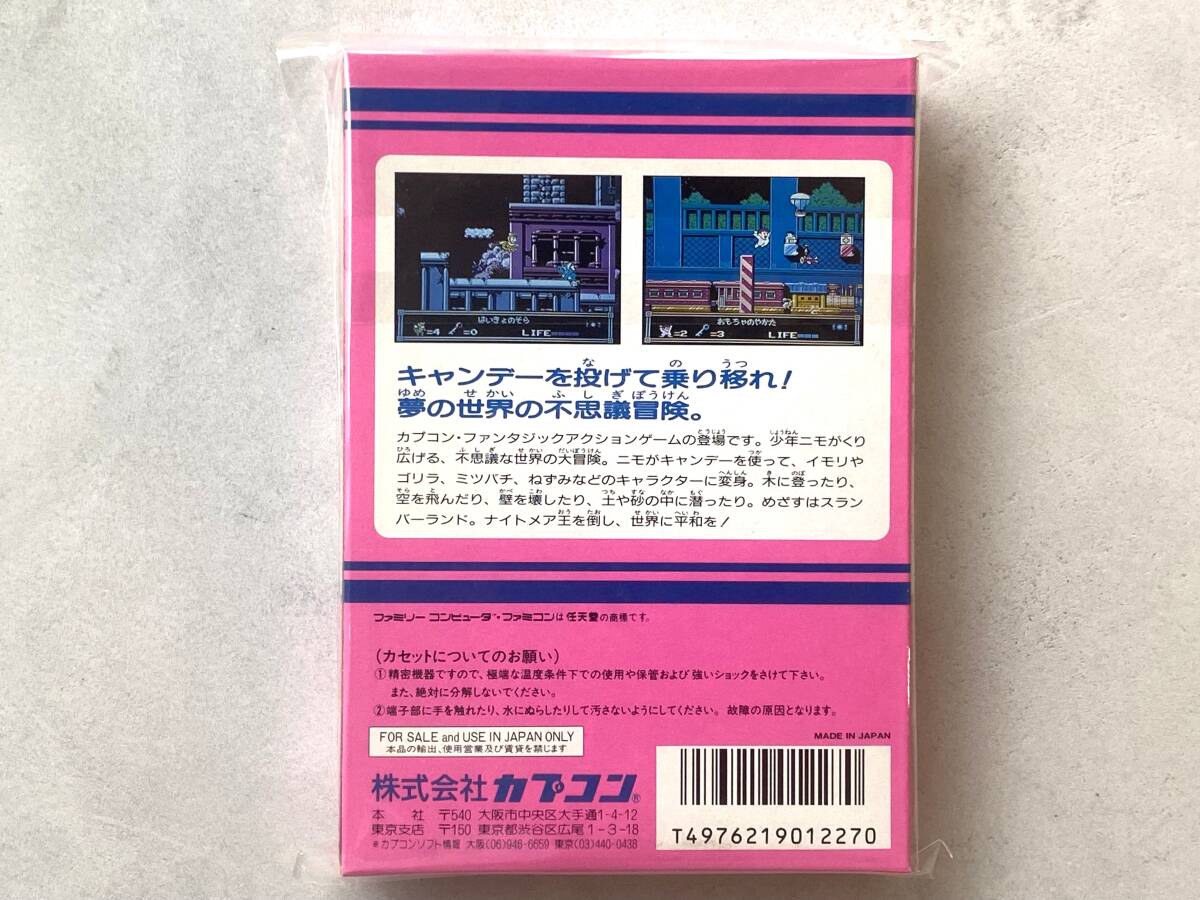 はいきょのそら
=4 =0 LIFE
おもちゃのやかた
=2 =3 LIFE
キャンデーを投げて乗り移れ!
夢の世界の不思議冒険。
カプコン・ファンタジックアクションゲームの登場です。少年ニモがくり
広げる、不思議な世界の大冒険。ニモがキャンデーを使って、イモリや
ゴリラ、ミツバチ、ねずみなどのキャラクターに変身。木に登ったり、
空を飛んだり、壁を壊したり、土や砂の中に潜ったり。めざすはスラン
バーランド。ナイトメア王を倒し、世界に平和を!
ファミリー コンピュータ™・ファミコンは任天堂の商標です。
(カセットについてのお願い)
①精密機器ですので、極端な温度条件下での使用や保管および強いショックをさけて下さい。
また、絶対に分解しないでください。
②端子部に手を触れたり、水にぬらしたりして汚さないようにしてください。故障の原因となります。
FOR SALE and USE IN JAPAN ONLY
本品の輸出、使用営業及び賃貸を禁じます
MADE IN JAPAN
株式会社カプコン®
本社 〒540 大阪市中央区大手通1-4-12
東京支店 〒150 東京都渋谷区広尾1-3-18
※カプコンソフト情報 大阪(06)946-6659 東京(03)440-0438
T4976219012270